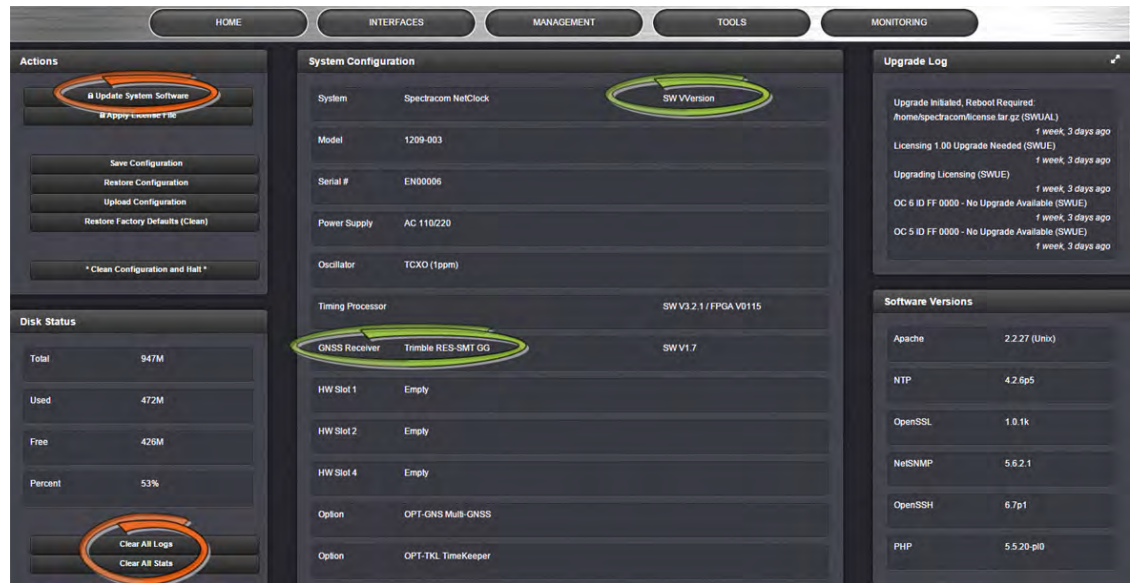 HOME
INTERFACES
MANAGEMENT
TOOLS
MONITORING
Actions
Update System Software
Apply License File
Save Configuration
Restore Configuration
Upload Configuration
Restore Factory Defaults (Clean)
* Clean Configuration and Halt *
Disk Status
Total 947M
Used 472M
Free 426M
Percent 53%
Clear All Logs
Clear All Stats
System Configuration
System Spectracom NetClock SW VVersion
Model 1209-003
Serial # EN00006
Power Supply AC 110/220
Oscillator TCXO (1ppm)
Timing Processor SW V3.2.1 / FPGA V0115
GNSS Receiver Trimble RES-SMT GG SW V1.7
HW Slot 1 Empty
HW Slot 2 Empty
HW Slot 4 Empty
Option OPT-GNS Multi-GNSS
Option OPT-TKL TimeKeeper
Upgrade Log
Upgrade Initiated, Reboot Required:
/home/spectracom/license.tar.gz (SWUAL)
1 week, 3 days ago
Licensing 1.00 Upgrade Needed (SWUE)
1 week, 3 days ago
Upgrading Licensing (SWUE)
1 week, 3 days ago
OC 6 ID FF 0000 - No Upgrade Available (SWUE)
1 week, 3 days ago
OC 5 ID FF 0000 - No Upgrade Available (SWUE)
1 week, 3 days ago
Software Versions
Apache 2.2.27 (Unix)
NTP 4.2.6p5
OpenSSL 1.0.1k
NetSNMP 5.6.2.1
OpenSSH 6.7p1
PHP 5.5.20-pl0